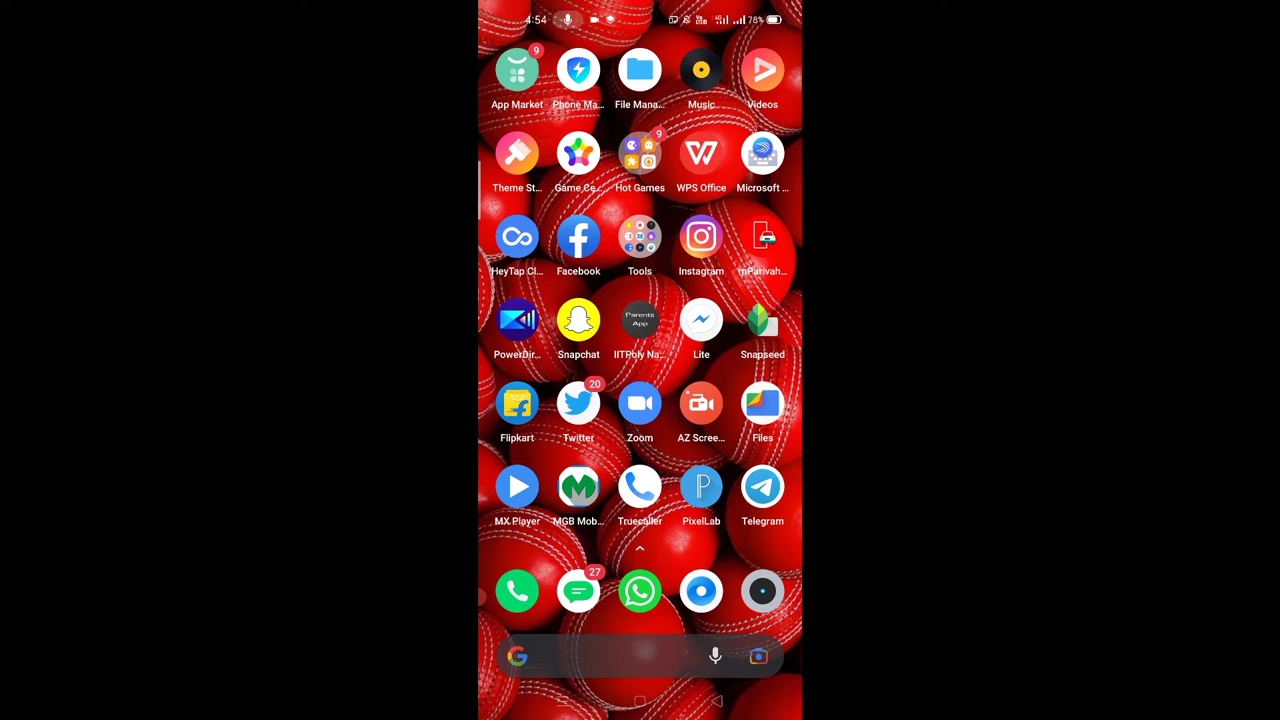 4:54 78%
9
App Market Phone Ma... File Mana... Music Videos
9
Theme St... Game Ce... Hot Games WPS Office Microsoft ...
HeyTap Cl... Facebook Tools Instagram mParivah...
Parents
App
PowerDir... Snapchat IITPoly Na... Lite Snapseed
20
Flipkart Twitter Zoom AZ Scree... Files
MX Player MGB Mob... Truecaller PixelLab Telegram
27